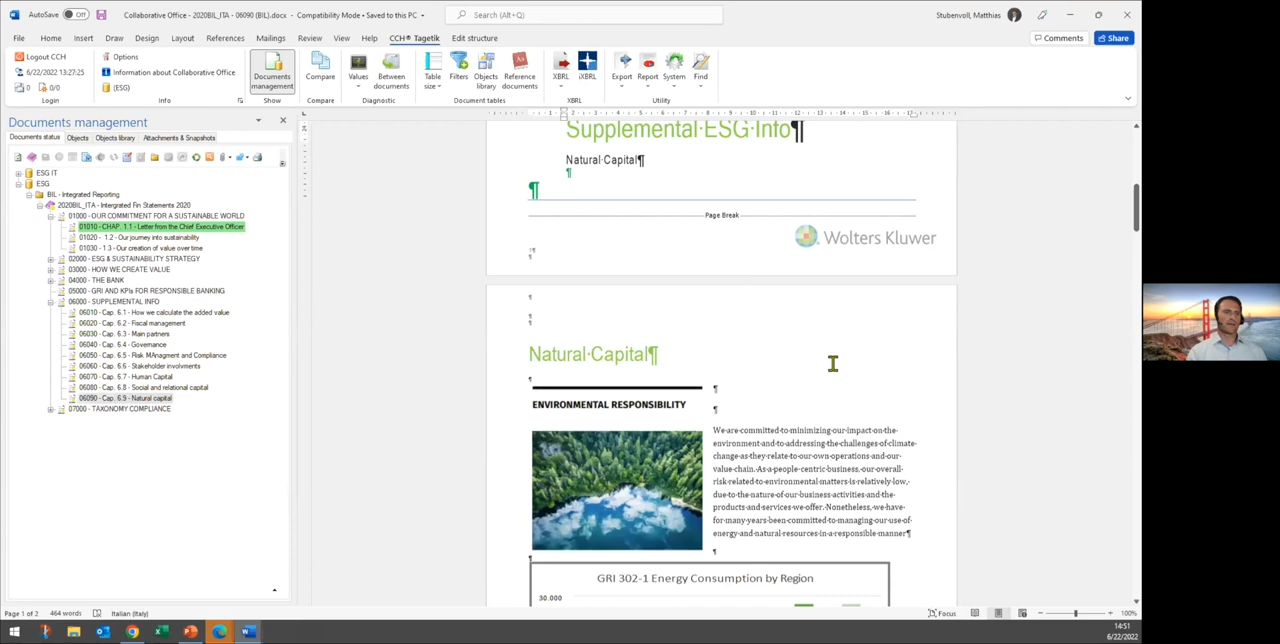 AutoSave Off
Collaborative Office - 2020BIL_ITA - 06090 (BIL).docx - Compatibility Mode • Saved to this PC
Search (Alt+Q)
Stubenvoll, Matthias
File Home Insert Draw Design Layout References Mailings Review View Help CCH® Tagetik Edit structure
Comments Share
Logout CCH
6/22/2022 13:27:25
0 0/0
Login
Options
Information about Collaborative Office
(ESG)
Info
Documents management
Show
Compare
Compare
Values
Between documents
Diagnostic
Table size
Filters
Objects library
Reference documents
Document tables
XBRL
iXBRL
XBRL
Export
Report
System
Find
Utility
Documents management
Documents status Objects Objects library Attachments & Snapshots
ESG IT
ESG
BIL - Integrated Reporting
2020BIL_ITA - Intergrated Fin Statements 2020
01000 - OUR COMMITMENT FOR A SUSTAINABLE WORLD
01010 - CHAP. 1.1 - Letter from the Chief Executive Officer
01020 - 1.2 - Our journey into sustainability
01030 - 1.3 - Our creation of value over time
02000 - ESG & SUSTAINABILITY STRATEGY
03000 - HOW WE CREATE VALUE
04000 - THE BANK
05000 - GRI AND KPIs FOR RESPONSIBLE BANKING
06000 - SUPPLEMENTAL INFO
06010 - Cap. 6.1 - How we calculate the added value
06020 - Cap. 6.2 - Fiscal management
06030 - Cap. 6.3 - Main partners
06040 - Cap. 6.4 - Governance
06050 - Cap. 6.5 - Risk MAnagment and Compliance
06060 - Cap. 6.6 - Stakeholder involvments
06070 - Cap. 6.7 - Human Capital
06080 - Cap. 6.8 - Social and relational capital
06090 - Cap. 6.9 - Natural capital
07000 - TAXONOMY COMPLIANCE
Supplemental·ESG·Info¶
Natural·Capital¶
¶
¶
Page Break
Wolters Kluwer
Natural·Capital¶
ENVIRONMENTAL RESPONSIBILITY
We·are·committed·to·minimizing·our·impact·on·the·
environment·and·to·addressing·the·challenges·of·climate·
change·as·they·relate·to·our·own·operations·and·our·
value·chain.·As·a·people·centric·business,·our·overall·
risk·related·to·environmental·matters·is·relatively·low,·
due·to·the·nature·of·our·business·activities·and·the·
products·and·services·we·offer.·Nonetheless,·we·have·
for·many·years·been·committed·to·managing·our·use·of·
energy·and·natural·resources·in·a·responsible·manner¶
GRI 302-1 Energy Consumption by Region
30.000
Page 1 of 2 464 words Italian (Italy)
Focus 100%
14:51
6/22/2022